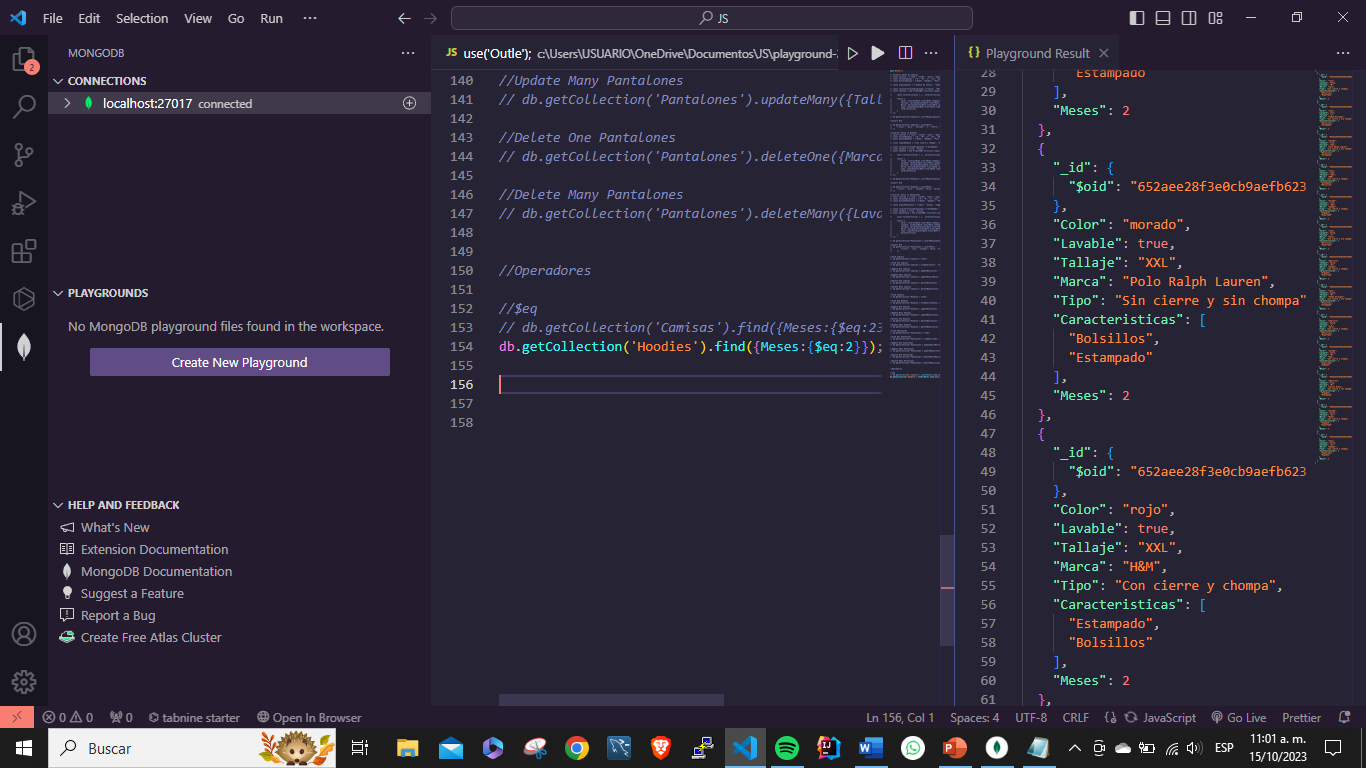 File Edit Selection View Go Run ··· JS
MONGODB
CONNECTIONS
localhost:27017 connected
PLAYGROUNDS
No MongoDB playground files found in the workspace.
Create New Playground
HELP AND FEEDBACK
What's New
Extension Documentation
MongoDB Documentation
Suggest a Feature
Report a Bug
Create Free Atlas Cluster
JS use('Outle'); c:\Users\USUARIO\OneDrive\Documentos\JS\playground-
140 //Update Many Pantalones
141 // db.getCollection('Pantalones').updateMany({Tall
142
143 //Delete One Pantalones
144 // db.getCollection('Pantalones').deleteOne({Marca
145
146 //Delete Many Pantalones
147 // db.getCollection('Pantalones').deleteMany({Lava
148
149
150 //Operadores
151
152 //$eq
153 // db.getCollection('Camisas').find({Meses:{$eq:23
154 db.getCollection('Hoodies').find({Meses:{$eq:2}});
155
156
157
158
{} Playground Result
28 "Estampado"
29 ],
30 "Meses": 2
31 },
32 {
33 "_id": {
34 "$oid": "652aee28f3e0cb9aefb623
35 },
36 "Color": "morado",
37 "Lavable": true,
38 "Tallaje": "XXL",
39 "Marca": "Polo Ralph Lauren",
40 "Tipo": "Sin cierre y sin chompa"
41 "Caracteristicas": [
42 "Bolsillos",
43 "Estampado"
44 ],
45 "Meses": 2
46 },
47 {
48 "_id": {
49 "$oid": "652aee28f3e0cb9aefb623
50 },
51 "Color": "rojo",
52 "Lavable": true,
53 "Tallaje": "XXL",
54 "Marca": "H&M",
55 "Tipo": "Con cierre y chompa",
56 "Caracteristicas": [
57 "Estampado",
58 "Bolsillos"
59 ],
60 "Meses": 2
61 },
0 0 0 tabnine starter Open In Browser Ln 156, Col 1 Spaces: 4 UTF-8 CRLF {} JavaScript Go Live Prettier
Buscar
ESP
11:01 a. m.
15/10/2023